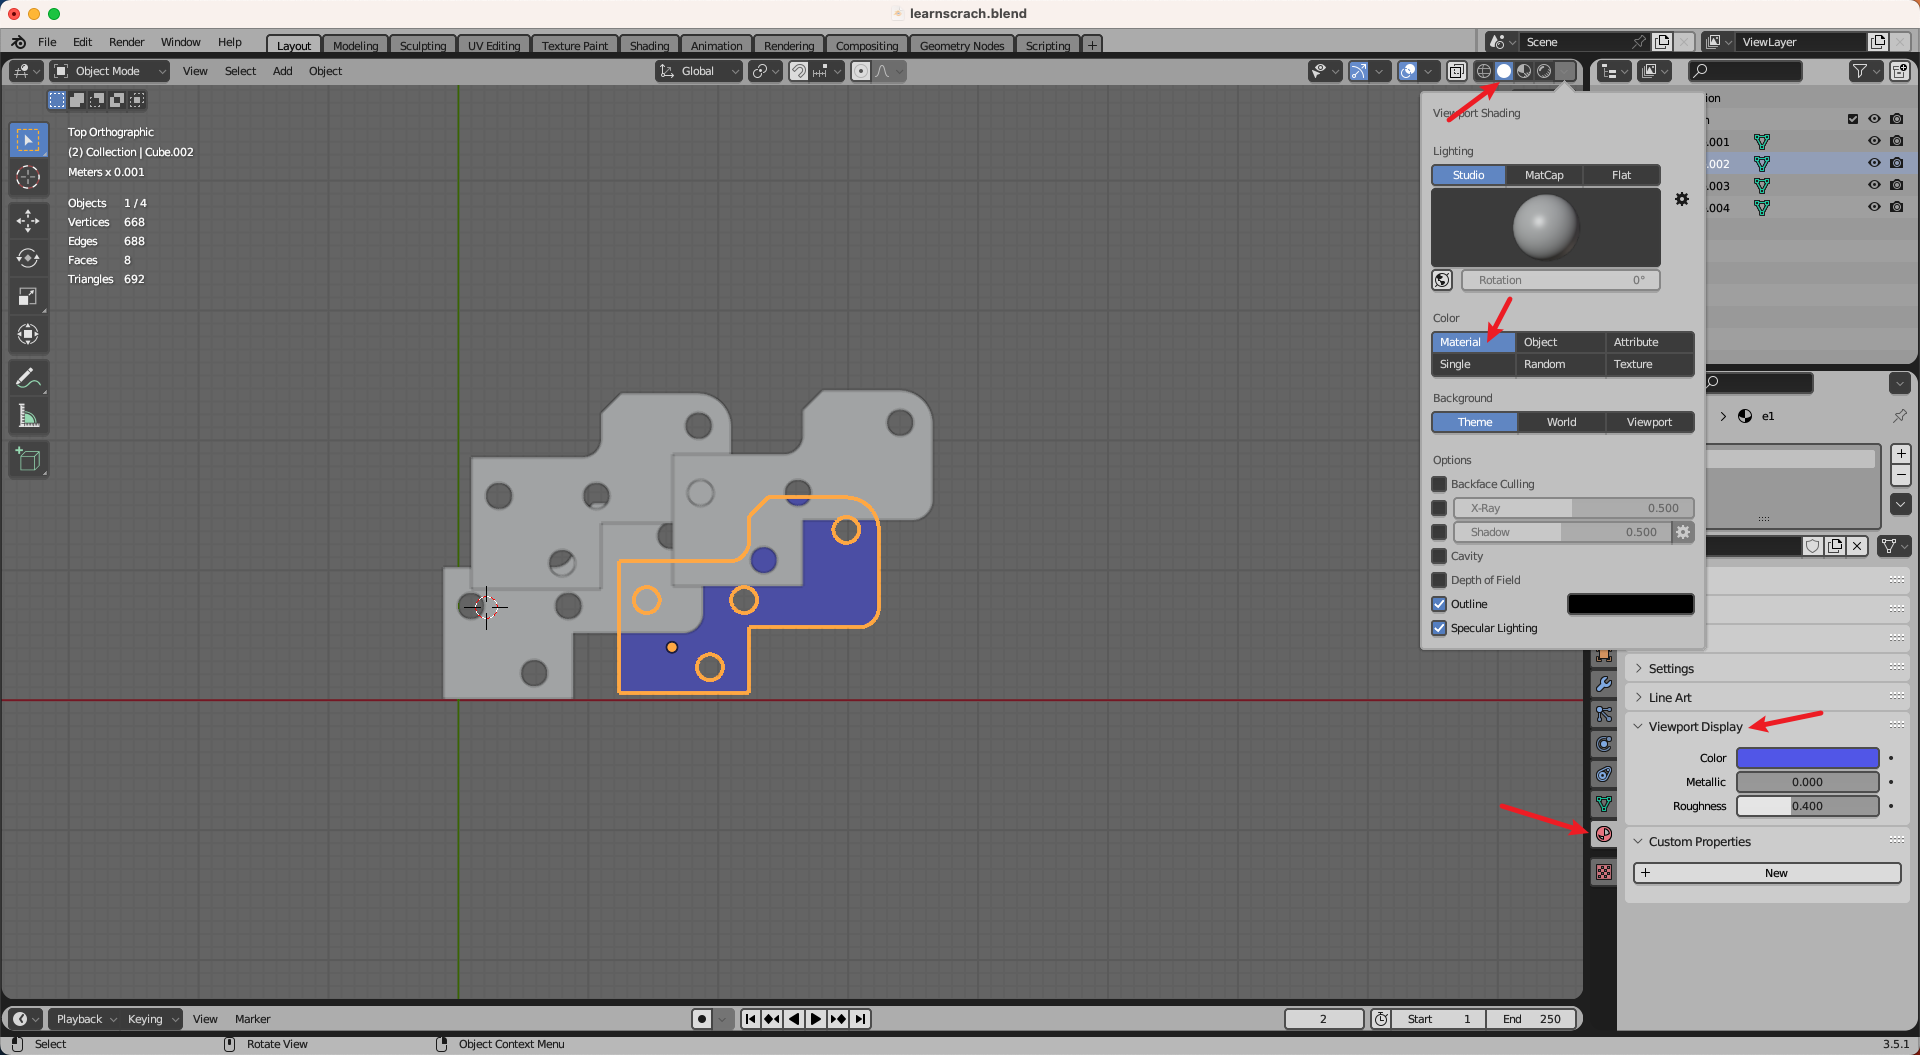 learnscrach.blend
File Edit Render Window Help Layout Modeling Sculpting UV Editing Texture Paint Shading Animation Rendering Compositing Geometry Nodes Scripting + Scene ViewLayer
Object Mode View Select Add Object Global
Top Orthographic
(2) Collection | Cube.002
Meters x 0.001
Objects 1 / 4
Vertices 668
Edges 688
Faces 8
Triangles 692
Viewport Shading
Lighting
Studio MatCap Flat
Rotation 0°
Color
Material Object Attribute
Single Random Texture
Background
Theme World Viewport
Options
Backface Culling
X-Ray 0.500
Shadow 0.500
Cavity
Depth of Field
Outline
Specular Lighting
ion
.001
.002
.003
.004
e1
Settings
Line Art
Viewport Display
Color
Metallic 0.000
Roughness 0.400
Custom Properties
+ New
Playback Keying View Marker 2 Start 1 End 250
Select Rotate View Object Context Menu 3.5.1